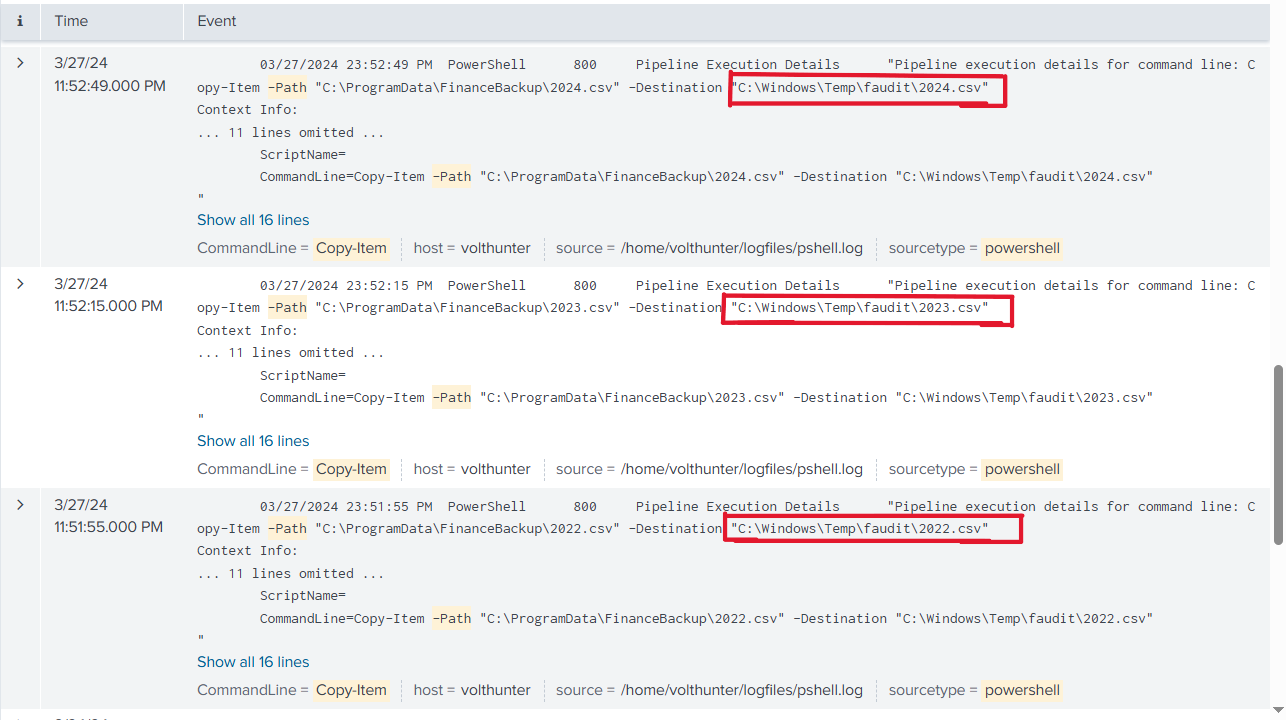 i Time Event
3/27/24 03/27/2024 23:52:49 PM PowerShell 800 Pipeline Execution Details "Pipeline execution details for command line: C
11:52:49.000 PM opy-Item -Path "C:\ProgramData\FinanceBackup\2024.csv" -Destination "C:\Windows\Temp\faudit\2024.csv"
Context Info:
... 11 lines omitted ...
ScriptName=
CommandLine=Copy-Item -Path "C:\ProgramData\FinanceBackup\2024.csv" -Destination "C:\Windows\Temp\faudit\2024.csv"
"
Show all 16 lines
CommandLine = Copy-Item host = volthunter source = /home/volthunter/logfiles/pshell.log sourcetype = powershell
3/27/24 03/27/2024 23:52:15 PM PowerShell 800 Pipeline Execution Details "Pipeline execution details for command line: C
11:52:15.000 PM opy-Item -Path "C:\ProgramData\FinanceBackup\2023.csv" -Destination "C:\Windows\Temp\faudit\2023.csv"
Context Info:
... 11 lines omitted ...
ScriptName=
CommandLine=Copy-Item -Path "C:\ProgramData\FinanceBackup\2023.csv" -Destination "C:\Windows\Temp\faudit\2023.csv"
"
Show all 16 lines
CommandLine = Copy-Item host = volthunter source = /home/volthunter/logfiles/pshell.log sourcetype = powershell
3/27/24 03/27/2024 23:51:55 PM PowerShell 800 Pipeline Execution Details "Pipeline execution details for command line: C
11:51:55.000 PM opy-Item -Path "C:\ProgramData\FinanceBackup\2022.csv" -Destination "C:\Windows\Temp\faudit\2022.csv"
Context Info:
... 11 lines omitted ...
ScriptName=
CommandLine=Copy-Item -Path "C:\ProgramData\FinanceBackup\2022.csv" -Destination "C:\Windows\Temp\faudit\2022.csv"
"
Show all 16 lines
CommandLine = Copy-Item host = volthunter source = /home/volthunter/logfiles/pshell.log sourcetype = powershell